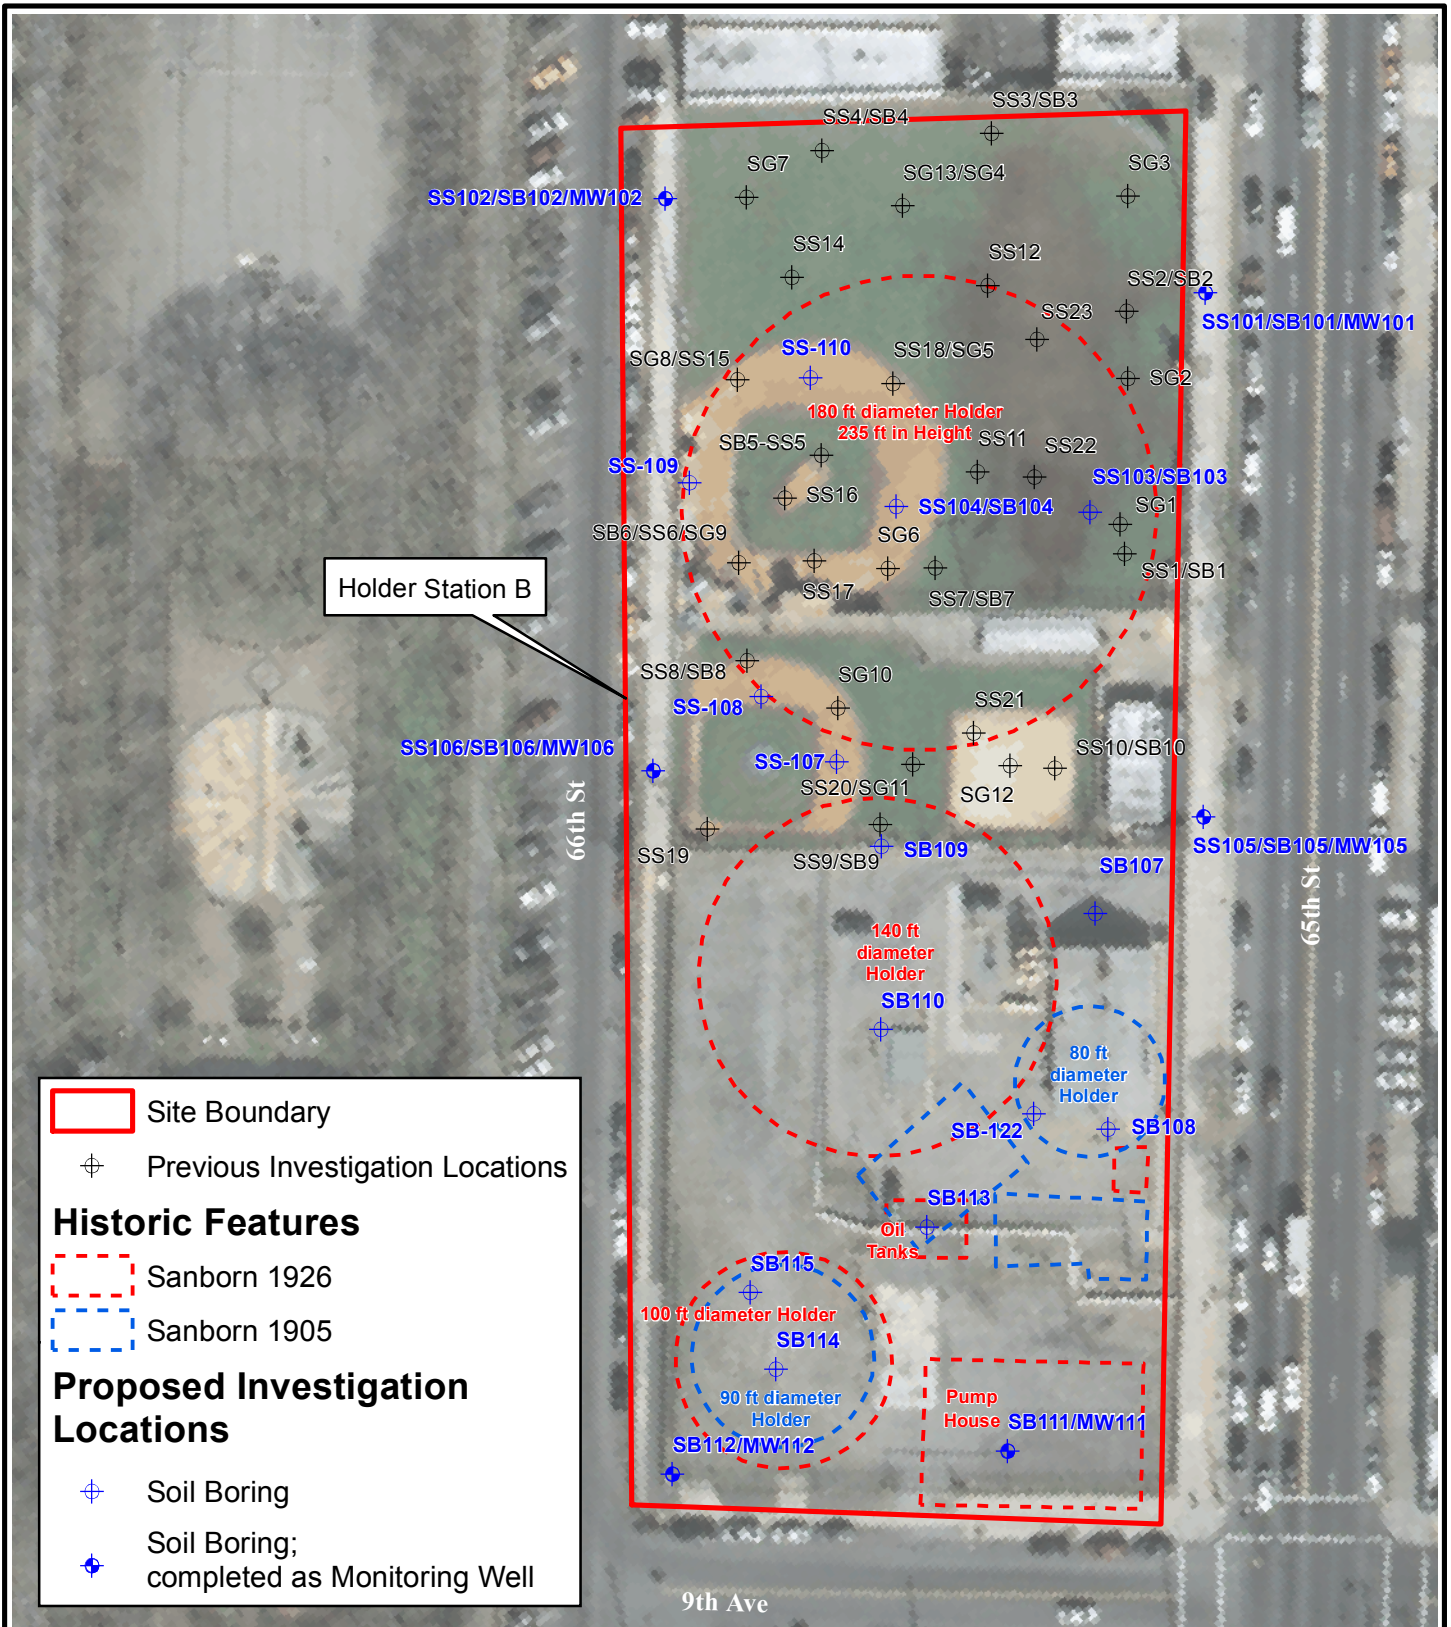 SS3/SB3
SS4/SB4
SG7
SG13/SG4
SG3
SS102/SB102/MW102
SS14
SS12
SS2/SB2
SS23
SS101/SB101/MW101
SS-110
SS18/SG5
SG8/SS15
SG2
180 ft diameter Holder
235 ft in Height
SB5-SS5
SS11
SS22
SS-109
SS103/SB103
SS16
SS104/SB104
SG1
SB6/SS6/SG9
SG6
SS1/SB1
SS17
SS7/SB7
Holder Station B
SS8/SB8
SG10
SS-108
SS21
SS106/SB106/MW106
SS-107
SS10/SB10
SS20/SG11
SG12
66th St
SS19
SS9/SB9
SB109
SS105/SB105/MW105
SB107
65th St
140 ft
diameter
Holder
SB110
80 ft
diameter
Holder
SB-122
SB108
SB113
Oil
Tanks
SB115
100 ft diameter Holder
SB114
90 ft diameter
Holder
Pump
House
SB111/MW111
SB112/MW112
9th Ave
Site Boundary
Previous Investigation Locations
Historic Features
Sanborn 1926
Sanborn 1905
Proposed Investigation
Locations
Soil Boring
Soil Boring;
completed as Monitoring Well